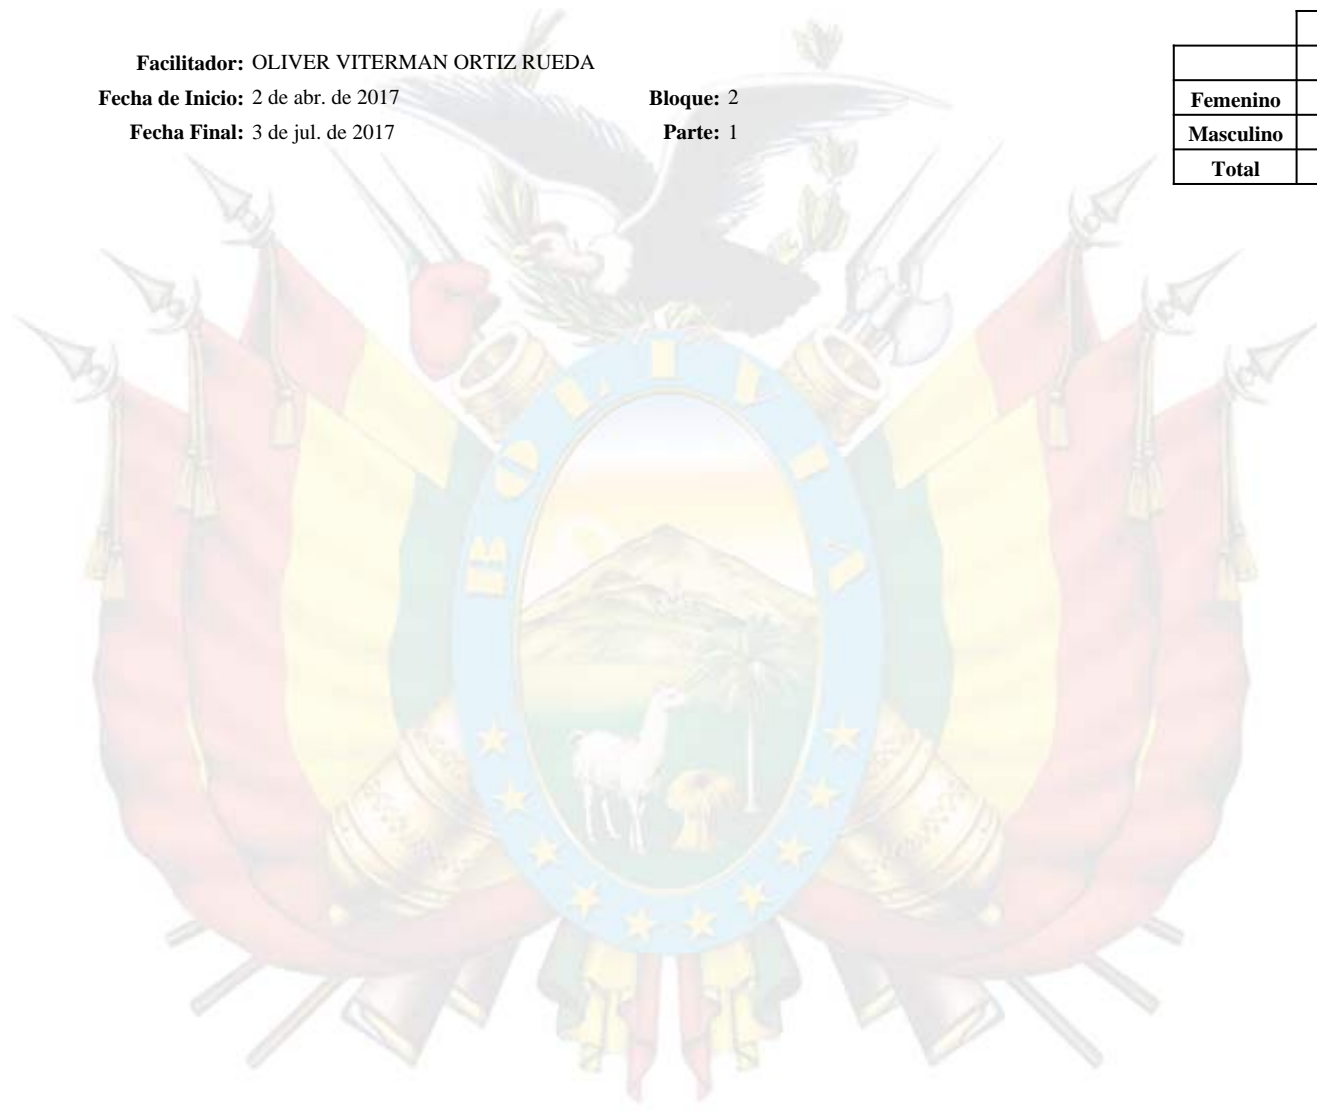 Facilitador: OLIVER VITERMAN ORTIZ RUEDA
Fecha de Inicio: 2 de abr. de 2017 Bloque: 2
Fecha Final: 3 de jul. de 2017 Parte: 1
Femenino
Masculino
Total
BOLIVIA